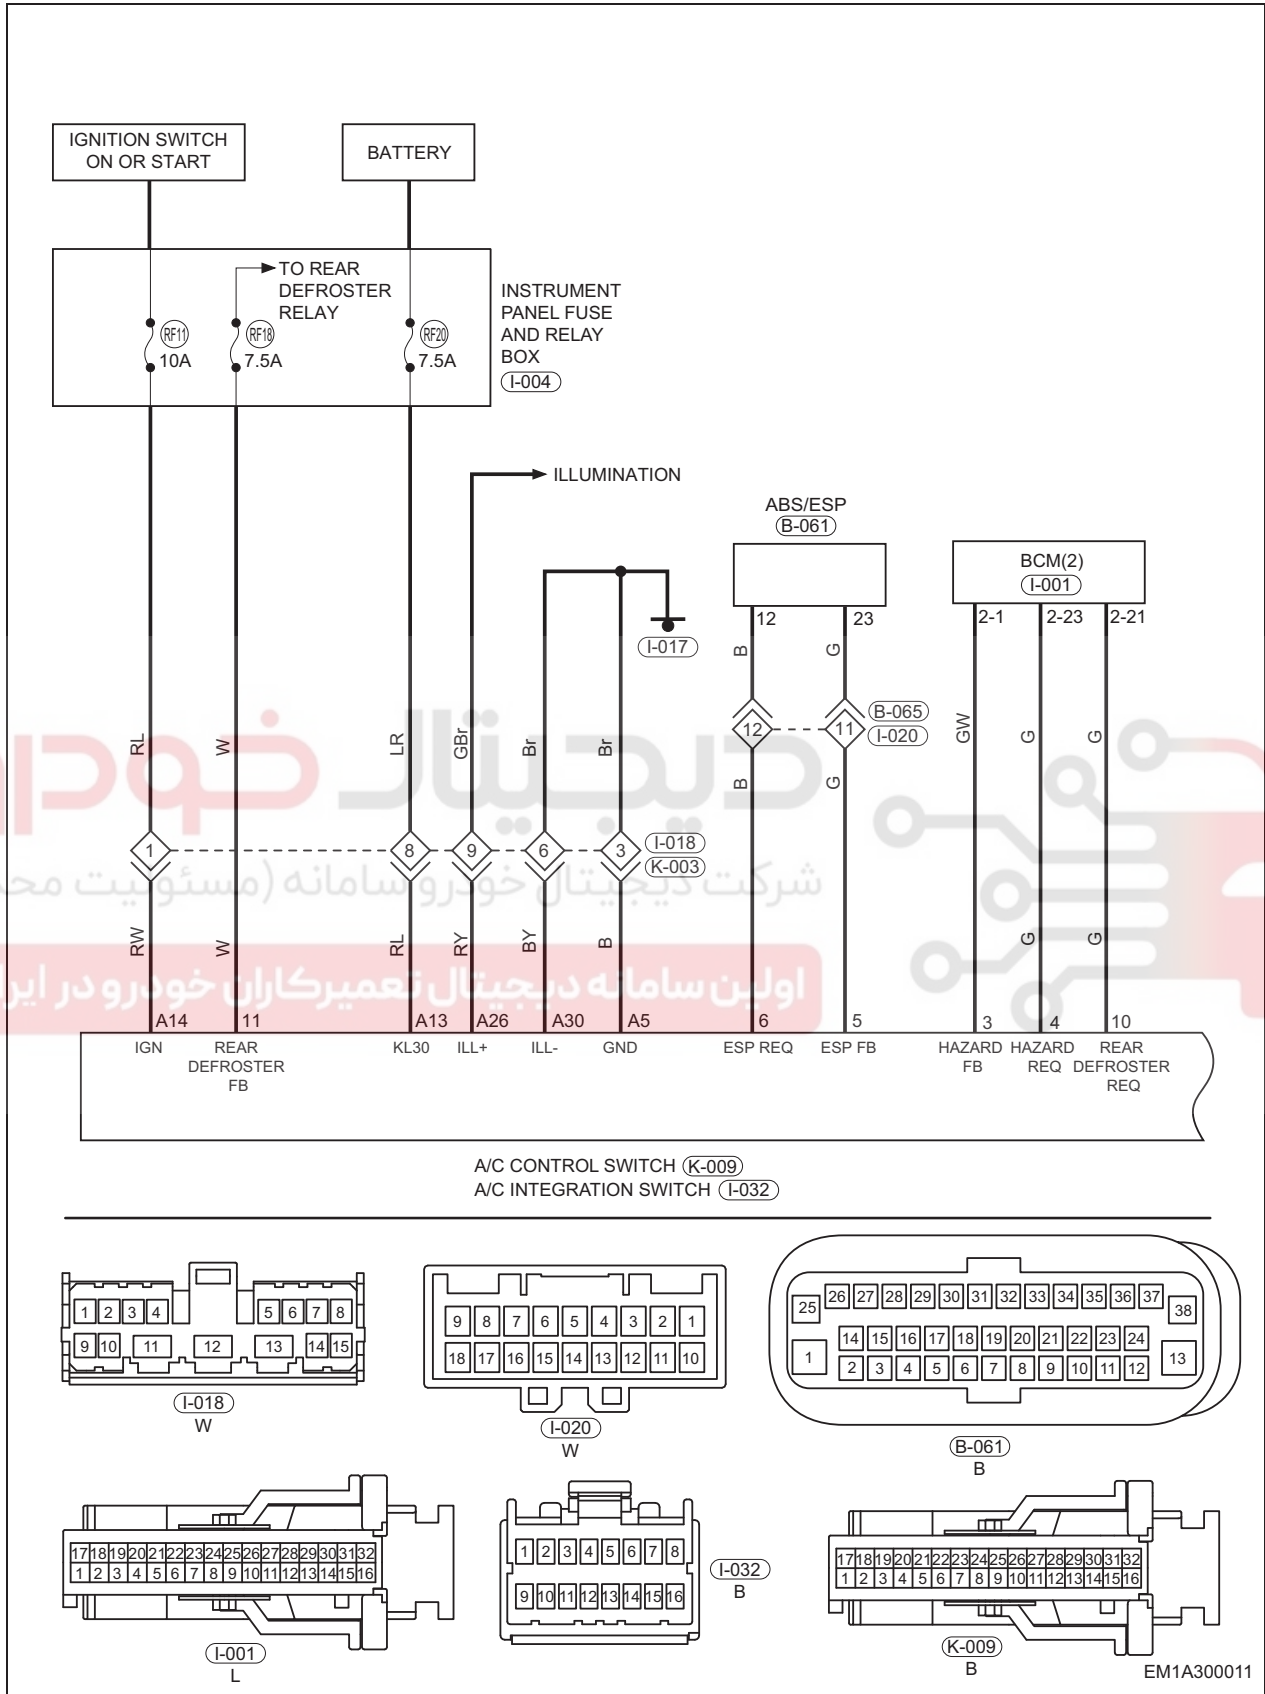 IGNITION SWITCH
ON OR START
BATTERY
TO REAR
DEFROSTER
RELAY
INSTRUMENT
PANEL FUSE
AND RELAY
BOX
I-004
RF11
10A
RF18
7.5A
RF20
7.5A
ILLUMINATION
ABS/ESP
B-061
BCM(2)
I-001
12
23
2-1
2-23
2-21
I-017
B
G
12
11
B-065
I-020
RL
W
LR
GBr
Br
Br
B
G
GW
G
G
دیجیتال خودرو
1
8
9
6
3
I-018
K-003
شرکت دیجیتال خودرو سامانه (مسئولیت
RW
W
RL
RY
BY
B
G
G
اولین سامانه دیجیتال تعمیرکاران خودرو در
A14
11
A13
A26
A30
A5
6
5
3
4
10
IGN
REAR
DEFROSTER
FB
KL30
ILL+
ILL-
GND
ESP REQ
ESP FB
HAZARD
FB
HAZARD
REQ
REAR
DEFROSTER
REQ
A/C CONTROL SWITCH K-009
A/C INTEGRATION SWITCH I-032
1 2 3 4 5 6 7 8
9 10 11 12 13 14 15
I-018
W
9 8 7 6 5 4 3 2 1
18 17 16 15 14 13 12 11 10
I-020
W
25 26 27 28 29 30 31 32 33 34 35 36 37 38
14 15 16 17 18 19 20 21 22 23 24
1 2 3 4 5 6 7 8 9 10 11 12 13
B-061
B
17 18 19 20 21 22 23 24 25 26 27 28 29 30 31 32
1 2 3 4 5 6 7 8 9 10 11 12 13 14 15 16
I-001
L
1 2 3 4 5 6 7 8
9 10 11 12 13 14 15 16
I-032
B
17 18 19 20 21 22 23 24 25 26 27 28 29 30 31 32
1 2 3 4 5 6 7 8 9 10 11 12 13 14 15 16
K-009
B
EM1A300011